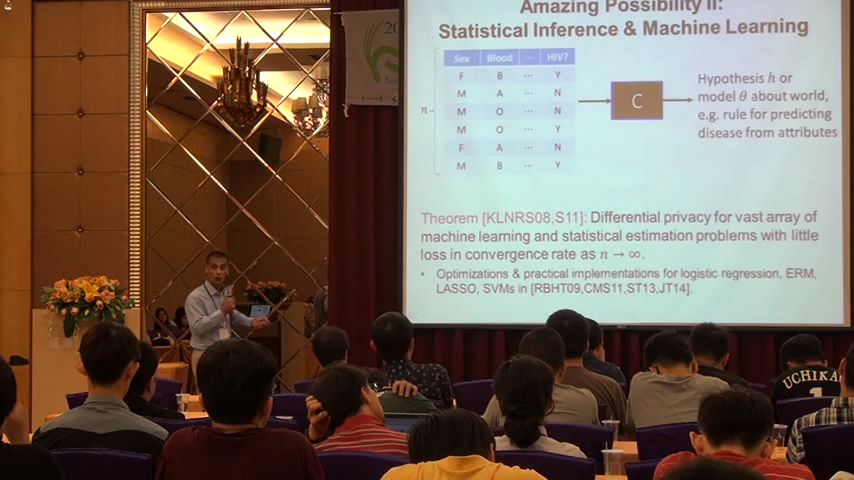 Amazing Possibility II:
Statistical Inference & Machine Learning
Sex Blood ... HIV?
F B ... Y
M A ... N
M O ... N
M O ... Y
F A ... N
M B ... Y
n
C
Hypothesis h or
model θ about world,
e.g. rule for predicting
disease from attributes
Theorem [KLNRS08,S11]: Differential privacy for vast array of
machine learning and statistical estimation problems with little
loss in convergence rate as n → ∞.
• Optimizations & practical implementations for logistic regression, ERM,
LASSO, SVMs in [RBHT09,CMS11,ST13,JT14].
20
UCHIKA